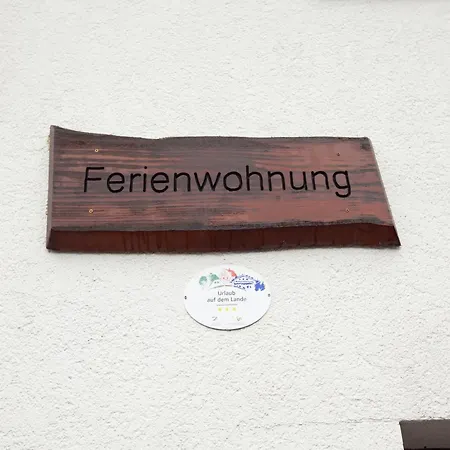 Ferienwohnung
Urlaub
auf dem Lande